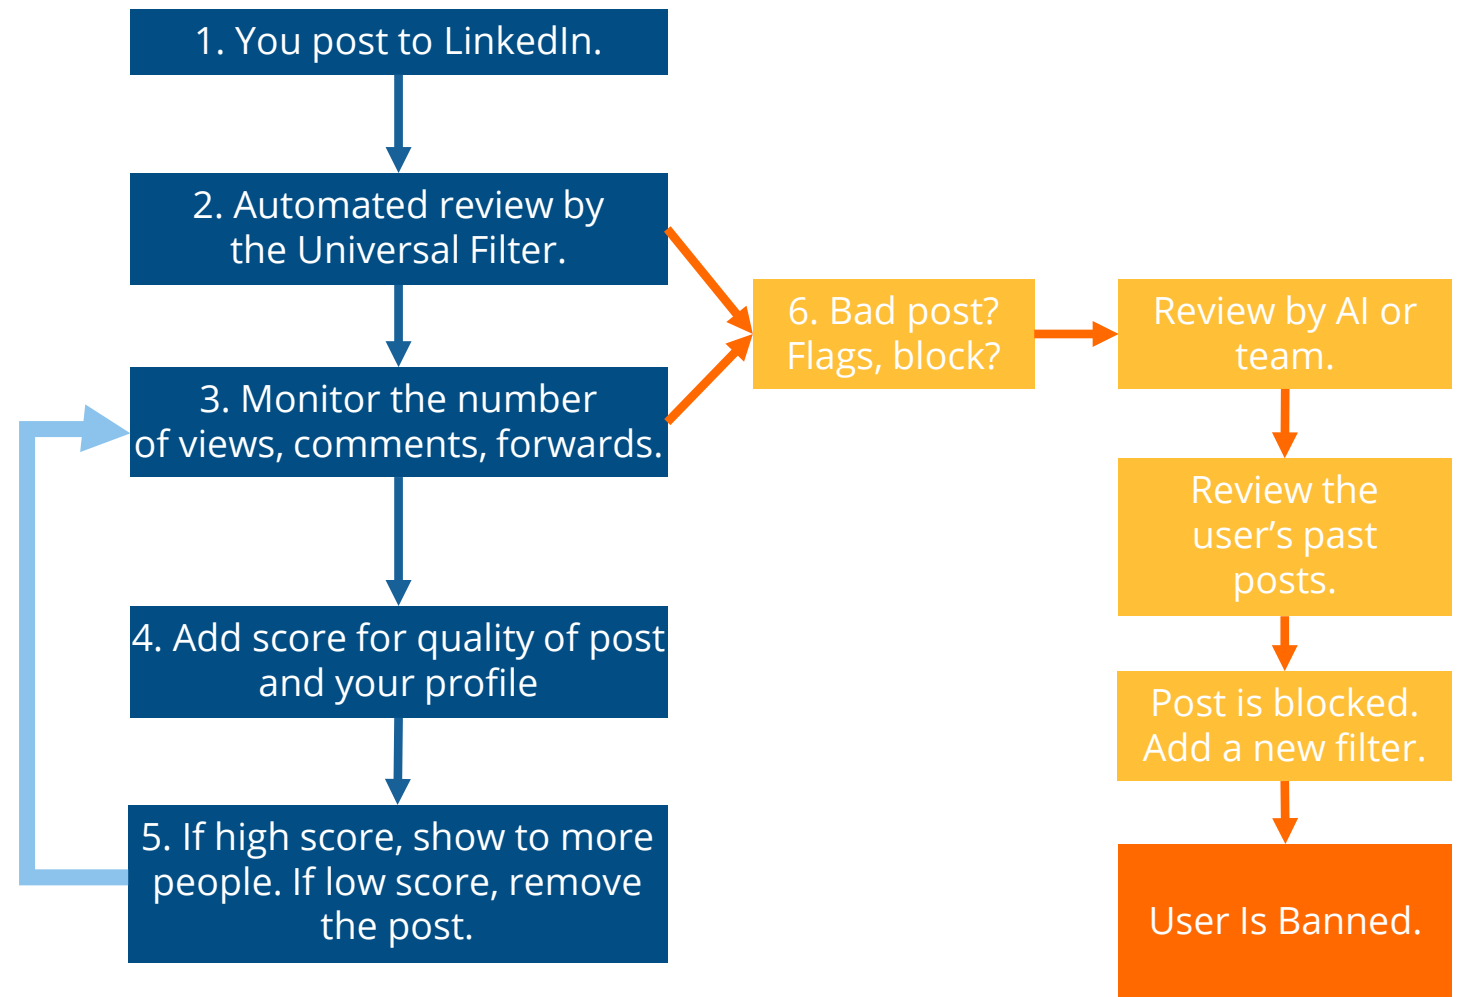 1. You post to LinkedIn.
2. Automated review by
the Universal Filter.
3. Monitor the number
of views, comments, forwards.
4. Add score for quality of post
and your profile
5. If high score, show to more
people. If low score, remove
the post.
6. Bad post?
Flags, block?
Review by AI or
team.
Review the
user’s past
posts.
Post is blocked.
Add a new filter.
User Is Banned.